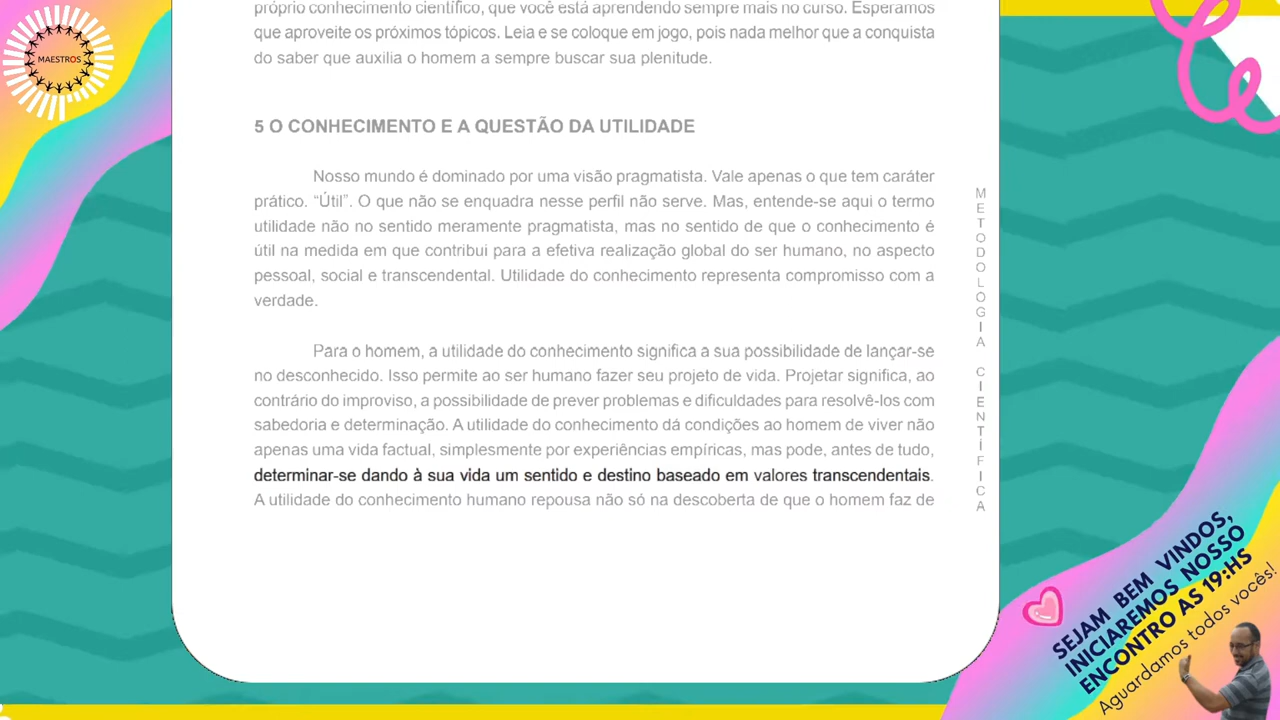 MAESTROS
próprio conhecimento científico, que você está aprendendo sempre mais no curso. Esperamos
que aproveite os próximos tópicos. Leia e se coloque em jogo, pois nada melhor que a conquista
do saber que auxilia o homem a sempre buscar sua plenitude.
5 O CONHECIMENTO E A QUESTÃO DA UTILIDADE
Nosso mundo é dominado por uma visão pragmatista. Vale apenas o que tem caráter
prático. “Útil”. O que não se enquadra nesse perfil não serve. Mas, entende-se aqui o termo
utilidade não no sentido meramente pragmatista, mas no sentido de que o conhecimento é
útil na medida em que contribui para a efetiva realização global do ser humano, no aspecto
pessoal, social e transcendental. Utilidade do conhecimento representa compromisso com a
verdade.
Para o homem, a utilidade do conhecimento significa a sua possibilidade de lançar-se
no desconhecido. Isso permite ao ser humano fazer seu projeto de vida. Projetar significa, ao
contrário do improviso, a possibilidade de prever problemas e dificuldades para resolvê-los com
sabedoria e determinação. A utilidade do conhecimento dá condições ao homem de viver não
apenas uma vida factual, simplesmente por experiências empíricas, mas pode, antes de tudo,
determinar-se dando à sua vida um sentido e destino baseado em valores transcendentais.
A utilidade do conhecimento humano repousa não só na descoberta de que o homem faz de
METODOLOGIA CIENTÍFICA
SEJAM BEM VINDOS,
INICIAREMOS NOSSO
ENCONTRO AS 19:HS
Aguardamos todos vocês!